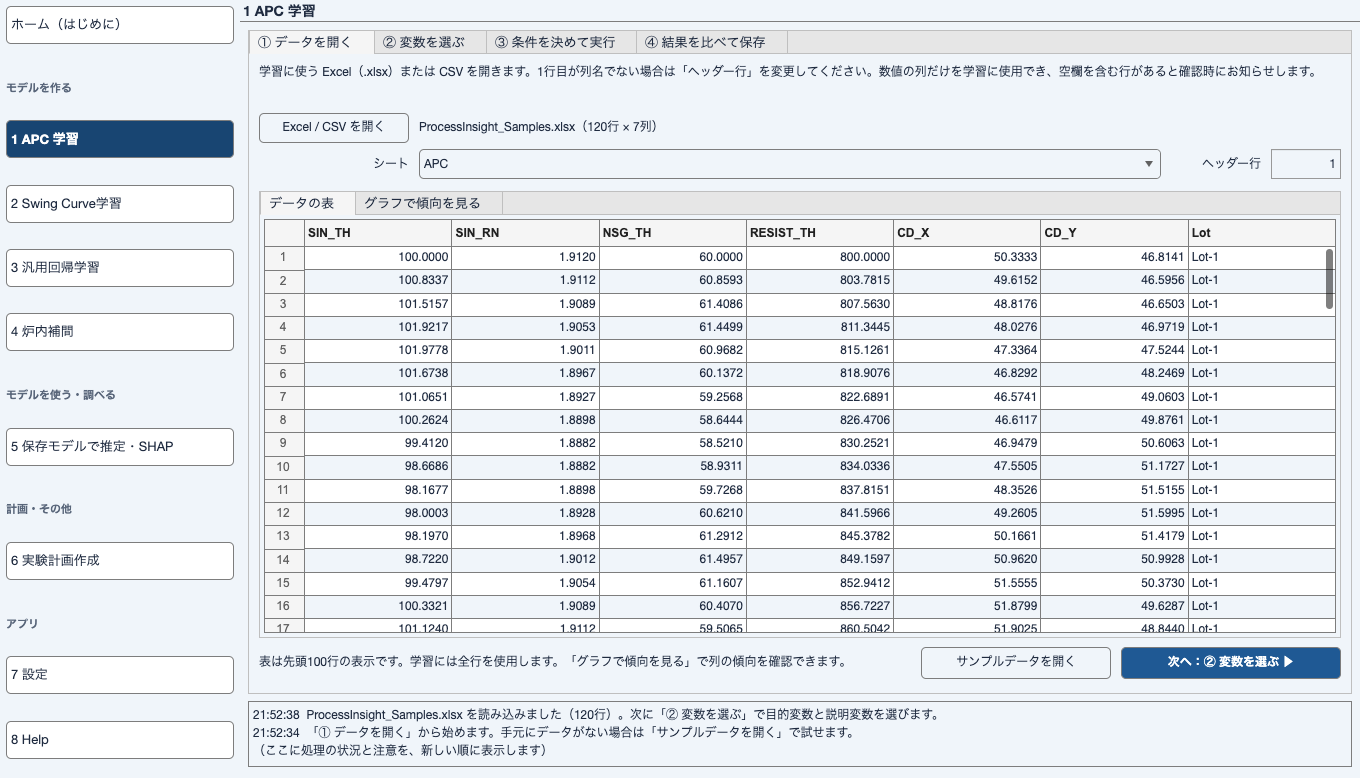 ホーム（はじめに）
モデルを作る
1 APC 学習
2 Swing Curve学習
3 汎用回帰学習
4 炉内補間
モデルを使う・調べる
5 保存モデルで推定・SHAP
計画・その他
6 実験計画作成
アプリ
7 設定
8 Help
1 APC 学習
① データを開く ② 変数を選ぶ ③ 条件を決めて実行 ④ 結果を比べて保存
学習に使う Excel（.xlsx）または CSV を開きます。1行目が列名でない場合は「ヘッダー行」を変更してください。数値の列だけを学習に使用でき、空欄を含む行があると確認時にお知らせします。
Excel / CSV を開く ProcessInsight_Samples.xlsx（120行 × 7列）
シート APC ヘッダー行 1
データの表 グラフで傾向を見る
SIN_TH SIN_RN NSG_TH RESIST_TH CD_X CD_Y Lot
1 100.0000 1.9120 60.0000 800.0000 50.3333 46.8141 Lot-1
2 100.8337 1.9112 60.8593 803.7815 49.6152 46.5956 Lot-1
3 101.5157 1.9089 61.4086 807.5630 48.8176 46.6503 Lot-1
4 101.9217 1.9053 61.4499 811.3445 48.0276 46.9719 Lot-1
5 101.9778 1.9011 60.9682 815.1261 47.3364 47.5244 Lot-1
6 101.6738 1.8967 60.1372 818.9076 46.8292 48.2469 Lot-1
7 101.0651 1.8927 59.2568 822.6891 46.5741 49.0603 Lot-1
8 100.2624 1.8898 58.6444 826.4706 46.6117 49.8761 Lot-1
9 99.4120 1.8882 58.5210 830.2521 46.9479 50.6063 Lot-1
10 98.6686 1.8882 58.9311 834.0336 47.5505 51.1727 Lot-1
11 98.1677 1.8898 59.7268 837.8151 48.3526 51.5155 Lot-1
12 98.0003 1.8928 60.6210 841.5966 49.2605 51.5995 Lot-1
13 98.1970 1.8968 61.2912 845.3782 50.1661 51.4179 Lot-1
14 98.7220 1.9012 61.4957 849.1597 50.9620 50.9928 Lot-1
15 99.4797 1.9054 61.1607 852.9412 51.5555 50.3730 Lot-1
16 100.3321 1.9089 60.4070 856.7227 51.8799 49.6287 Lot-1
17 101.1240 1.9112 59.5065 860.5042 51.9025 48.8440 Lot-1
表は先頭100行の表示です。学習には全行を使用します。「グラフで傾向を見る」で列の傾向を確認できます。
サンプルデータを開く 次へ：② 変数を選ぶ ▶
21:52:38 ProcessInsight_Samples.xlsx を読み込みました（120行）。次に「② 変数を選ぶ」で目的変数と説明変数を選びます。
21:52:34 「① データを開く」から始めます。手元にデータがない場合は「サンプルデータを開く」で試せます。
（ここに処理の状況と注意を、新しい順に表示します）